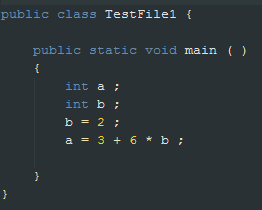 public class TestFile1 {
public static void main ( )
{
int a ;
int b ;
b = 2 ;
a = 3 + 6 * b ;
}
}